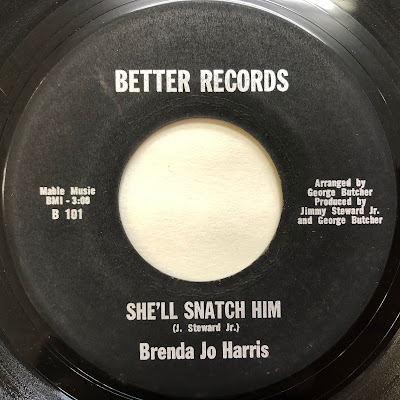 BETTER RECORDS
Mable Music
BMI - 3:08
B 101
Arranged by
George Butcher
Produced by
Jimmy Steward Jr.
and George Butcher
SHE'LL SNATCH HIM
(J. Steward Jr.)
Brenda Jo Harris